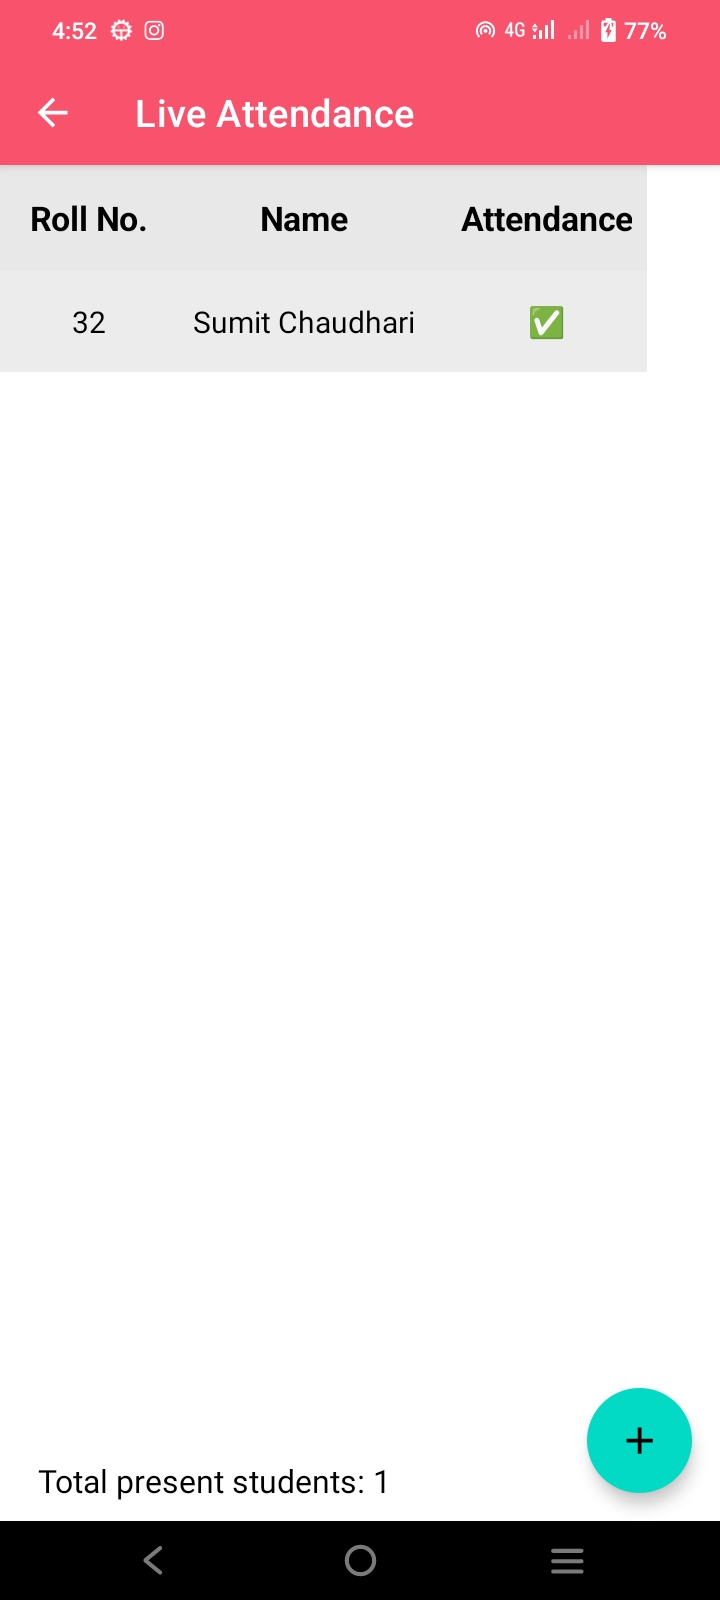 4:52 4G 77%
Live Attendance
Roll No. Name Attendance
32 Sumit Chaudhari ✅
Total present students: 1